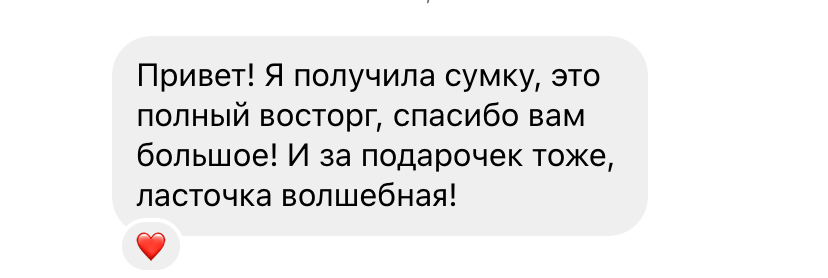 Привет! Я получила сумку, это
полный восторг, спасибо вам
большое! И за подарочек тоже,
ласточка волшебная!